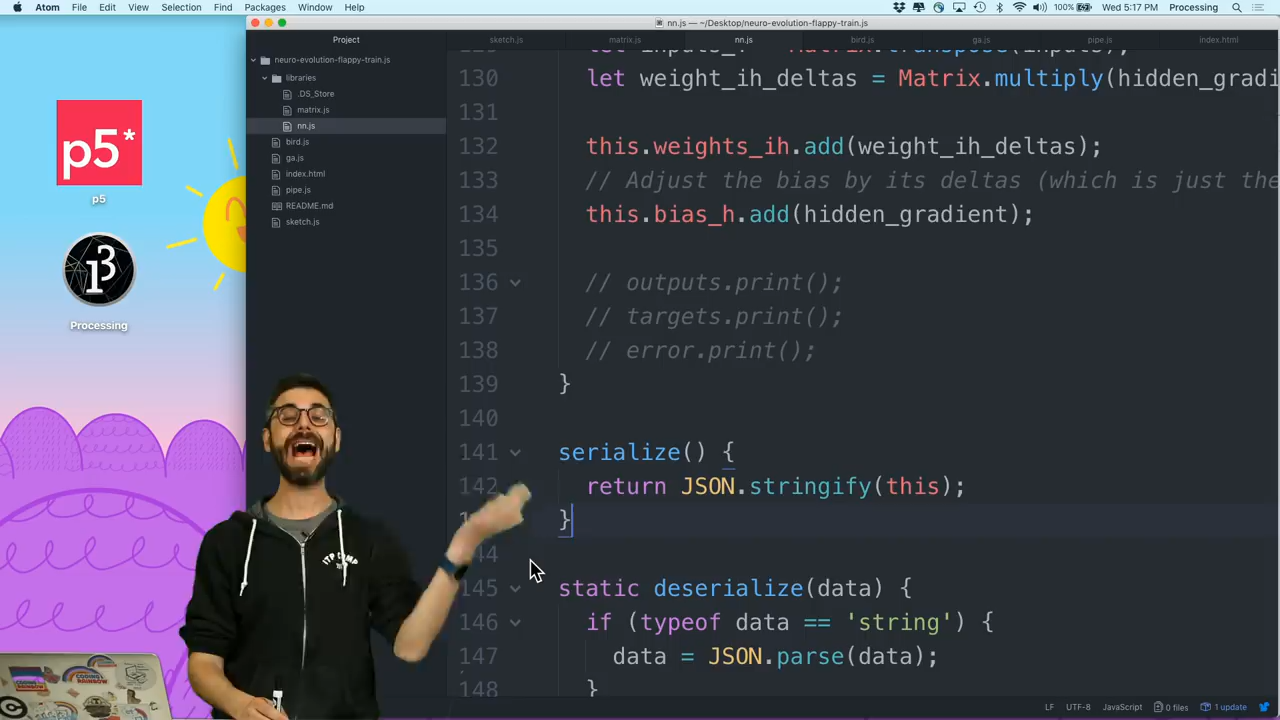 Atom File Edit View Selection Find Packages Window Help 100% Wed 5:17 PM Processing
nn.js — ~/Desktop/neuro-evolution-flappy-train.js
Project sketch.js matrix.js nn.js bird.js ga.js pipe.js index.html
neuro-evolution-flappy-train.js
libraries
.DS_Store
matrix.js
nn.js
bird.js
ga.js
index.html
pipe.js
README.md
sketch.js
p5*
p5
Processing
130 let weight_ih_deltas = Matrix.multiply(hidden_gradi
131
132 this.weights_ih.add(weight_ih_deltas);
133 // Adjust the bias by its deltas (which is just the
134 this.bias_h.add(hidden_gradient);
135
136 // outputs.print();
137 // targets.print();
138 // error.print();
139 }
140
141 serialize() {
142 return JSON.stringify(this);
}
44
145 static deserialize(data) {
146 if (typeof data == 'string') {
147 data = JSON.parse(data);
148 }
ITP CAMP
CODING RAINBOW
LF UTF-8 JavaScript 0 files 1 update